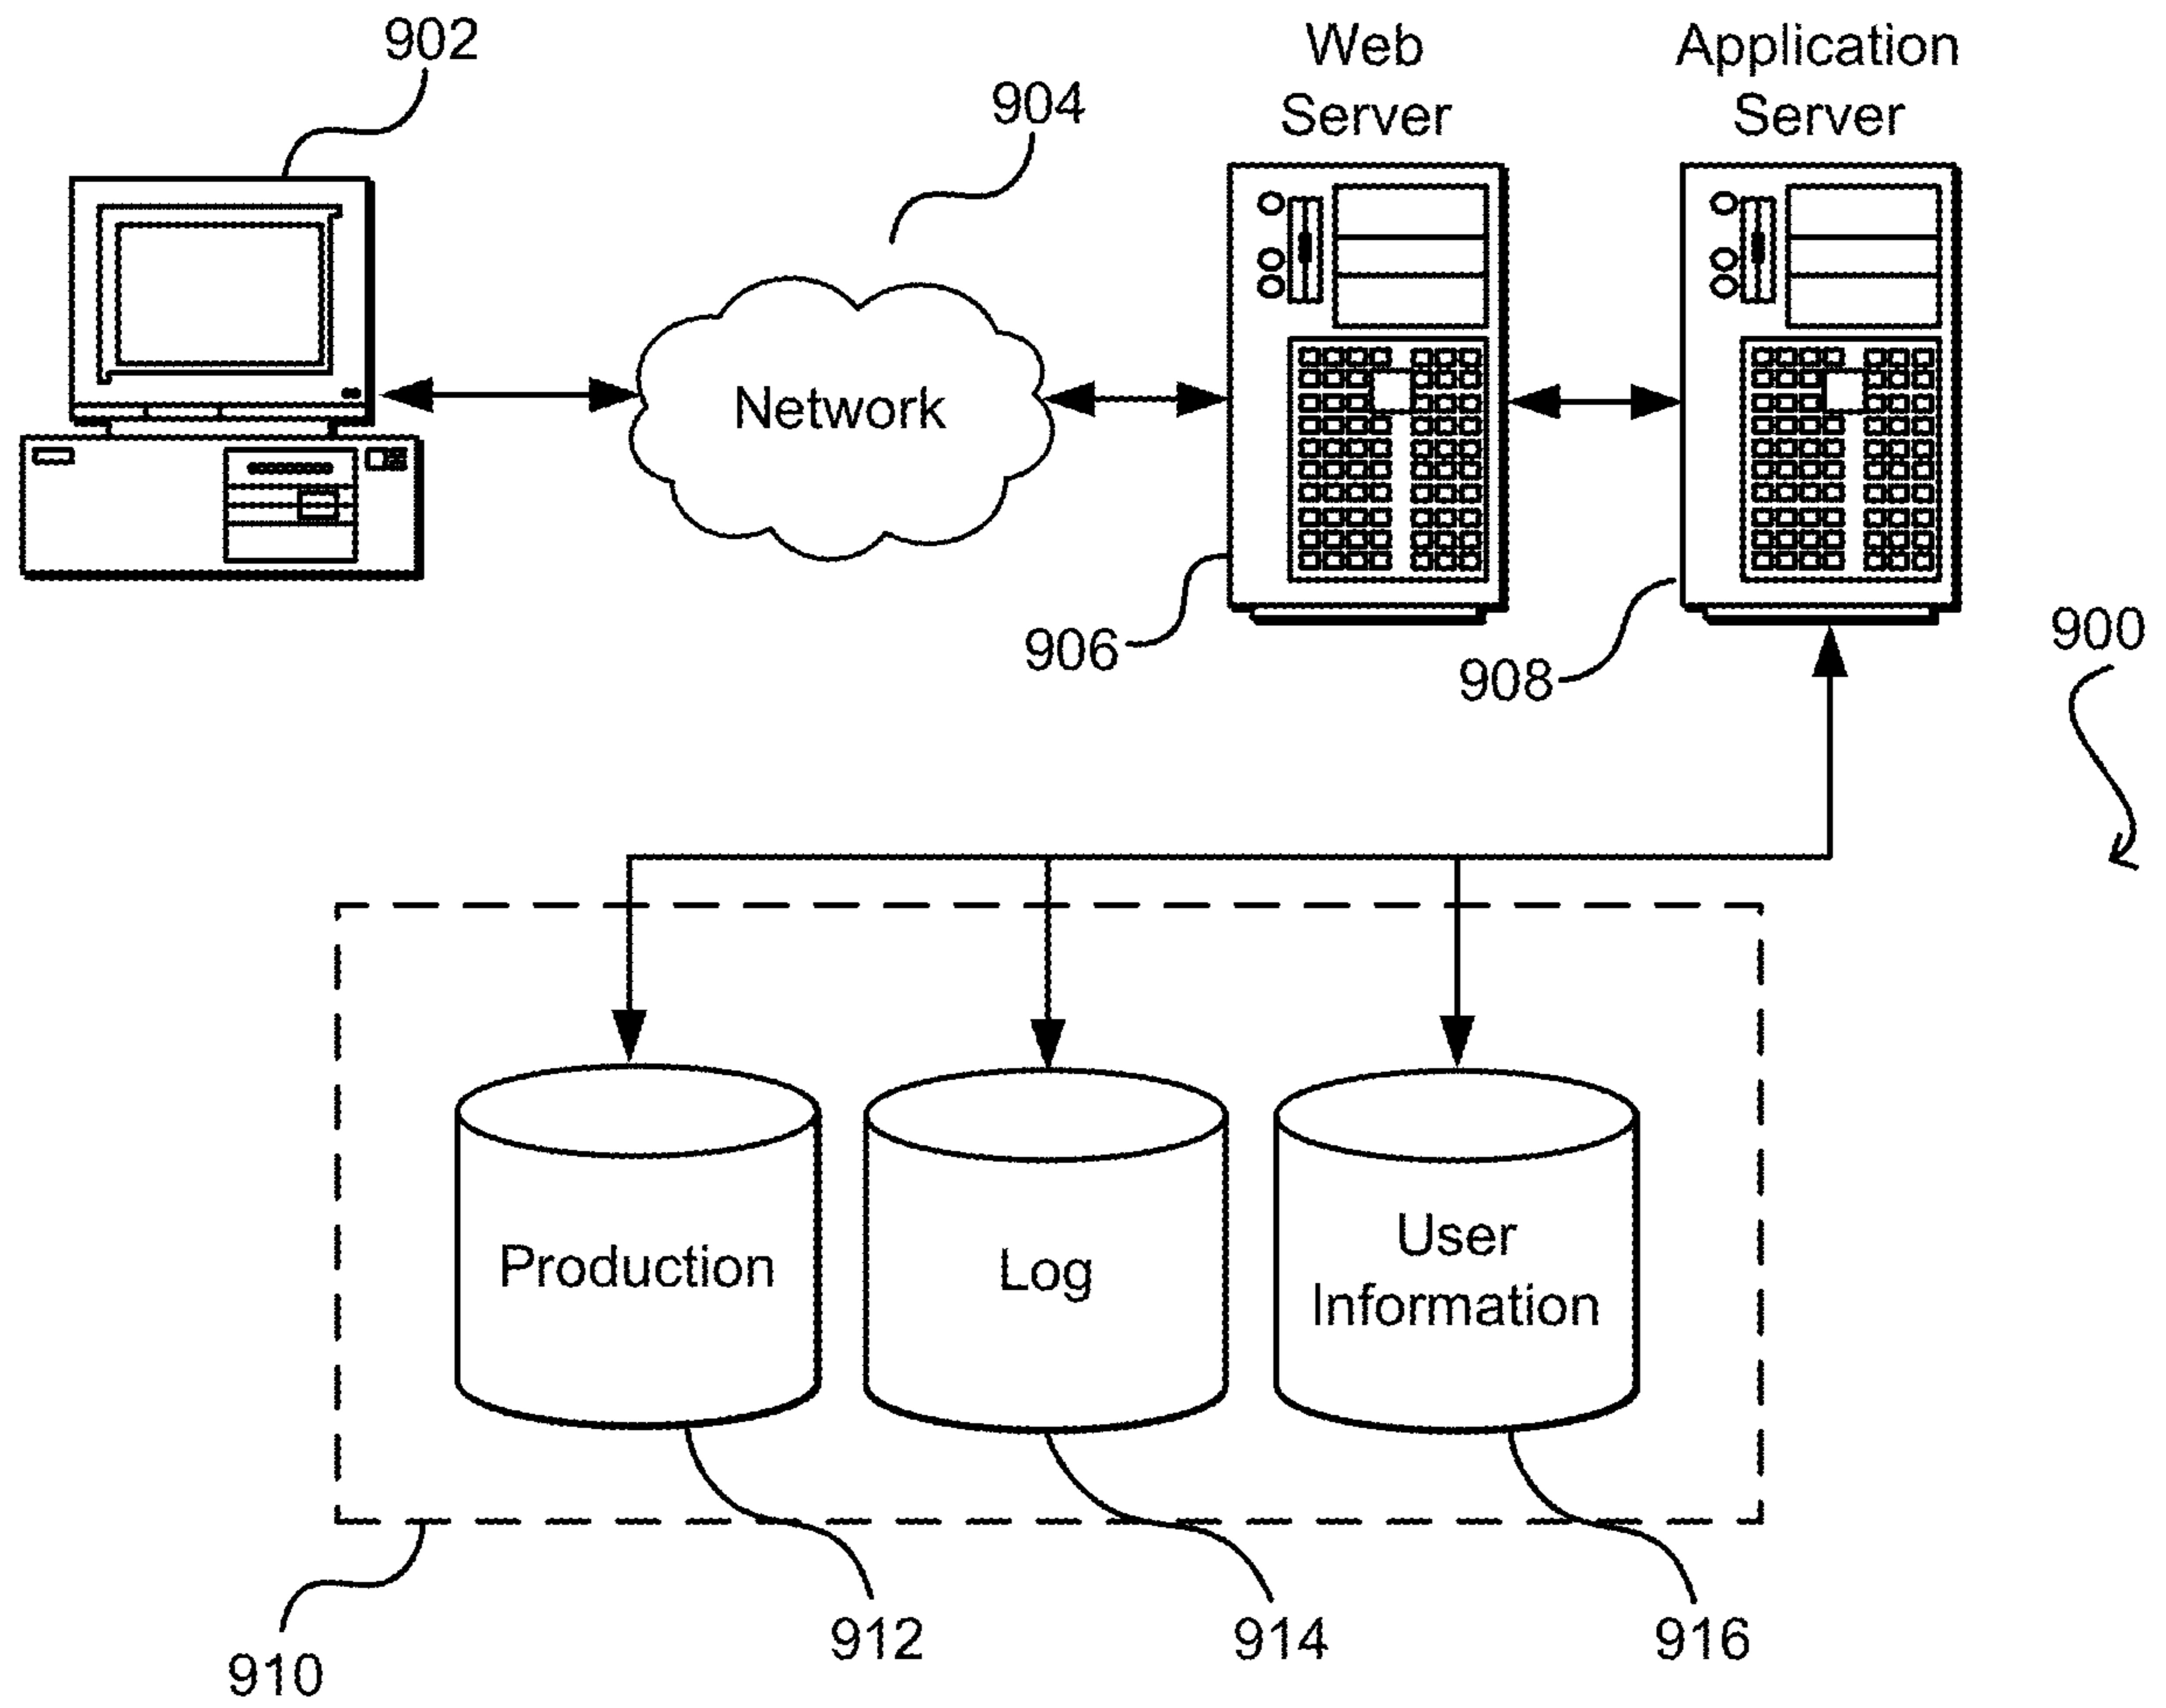 902
904
Web
Server
Application
Server
Network
906
908
900
Production
Log
User
Information
910
912
914
916